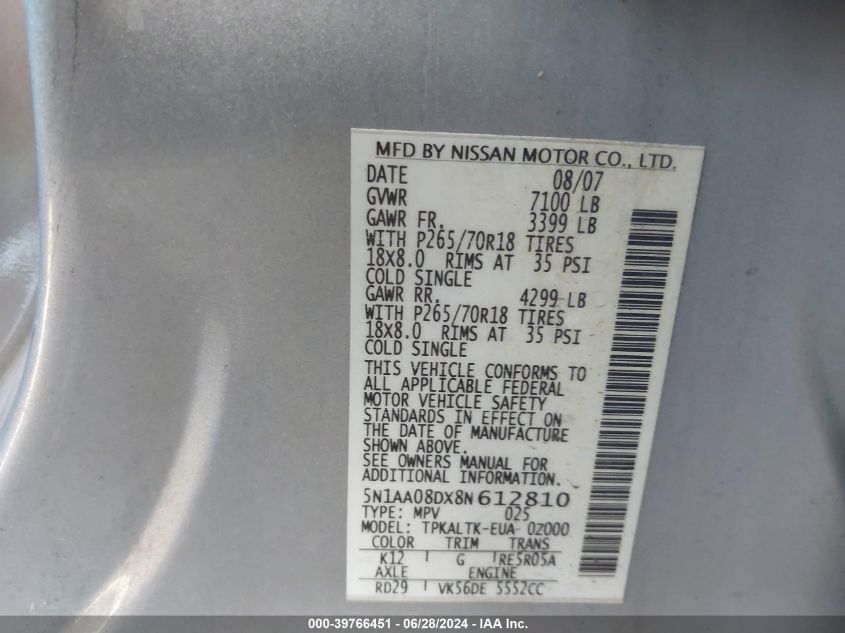 MFD BY NISSAN MOTOR CO., LTD.
DATE 08/07
GVWR 7100 LB
GAWR FR. 3399 LB
WITH P265/70R18 TIRES
18X8.0 RIMS AT 35 PSI
COLD SINGLE
GAWR RR. 4299 LB
WITH P265/70R18 TIRES
18X8.0 RIMS AT 35 PSI
COLD SINGLE
THIS VEHICLE CONFORMS TO
ALL APPLICABLE FEDERAL
MOTOR VEHICLE SAFETY
STANDARDS IN EFFECT ON
THE DATE OF MANUFACTURE
SHOWN ABOVE.
SEE OWNERS MANUAL FOR
ADDITIONAL INFORMATION.
5N1AA08DX8N612810
TYPE: MPV 025
MODEL: TPKALTK-EUA 0Z000
COLOR TRIM TRANS
K12 G RE5R05A
AXLE ENGINE
RD29 VK56DE 5552CC
000-39766451 - 06/28/2024 - IAA Inc.